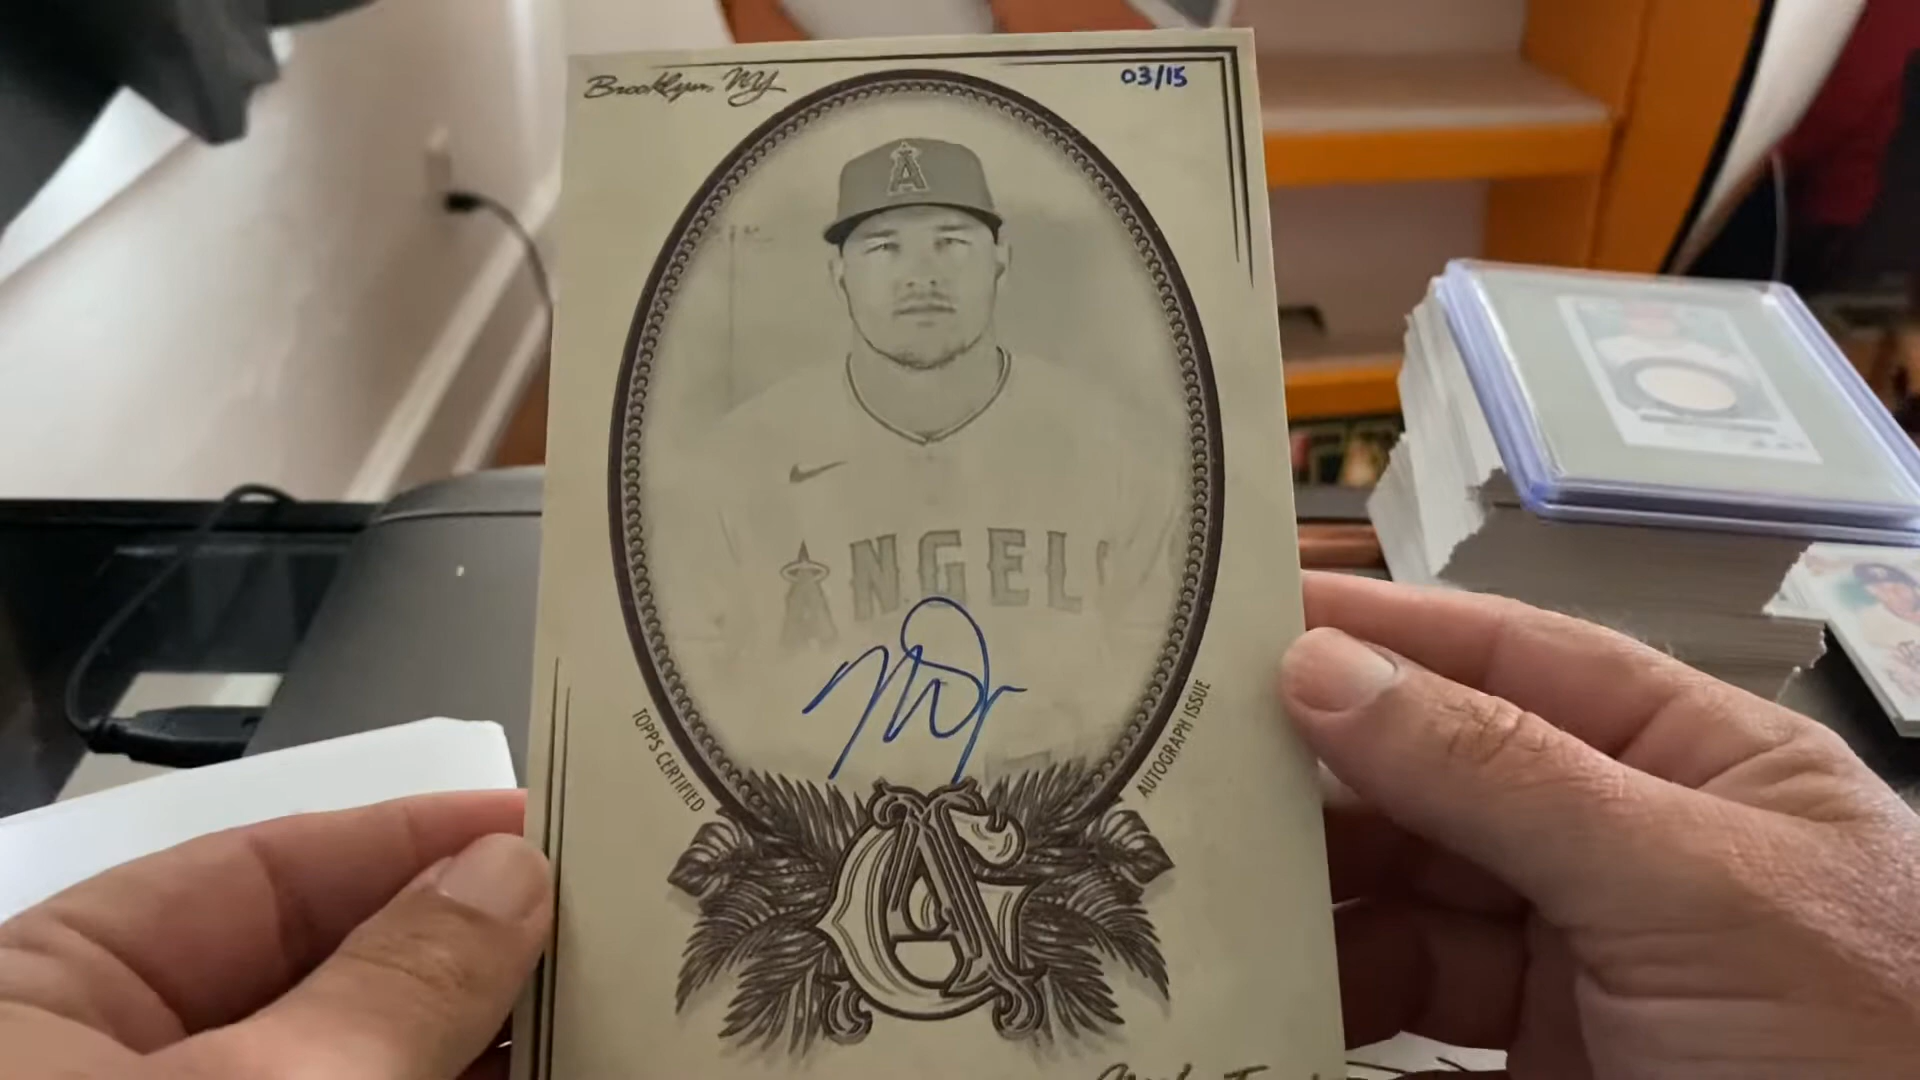 Brooklyn, NY
03/15
A
ANGELS
TOPPS CERTIFIED
AUTOGRAPH ISSUE